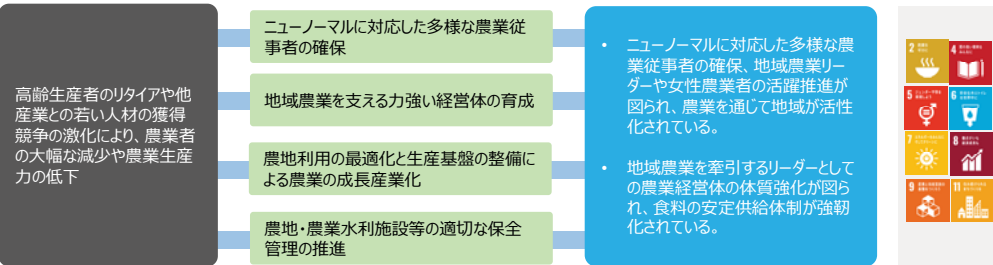 高齢生産者のリタイアや他
産業との若い人材の獲得
競争の激化により、農業者
の大幅な減少や農業生産
力の低下
ニューノーマルに対応した多様な農業従
事者の確保
地域農業を支える力強い経営体の育成
農地利用の最適化と生産基盤の整備に
よる農業の成長産業化
農地・農業水利施設等の適切な保全
管理の推進
• ニューノーマルに対応した多様な農
業従事者の確保、地域農業リー
ダーや女性農業者の活躍推進が
図られ、農業を通じて地域が活性
化されている。
• 地域農業を牽引するリーダーとして
の農業経営体の体質強化が図ら
れ、食料の安定供給体制が強靭
化されている。
2
4
5
6
7
8
9
11